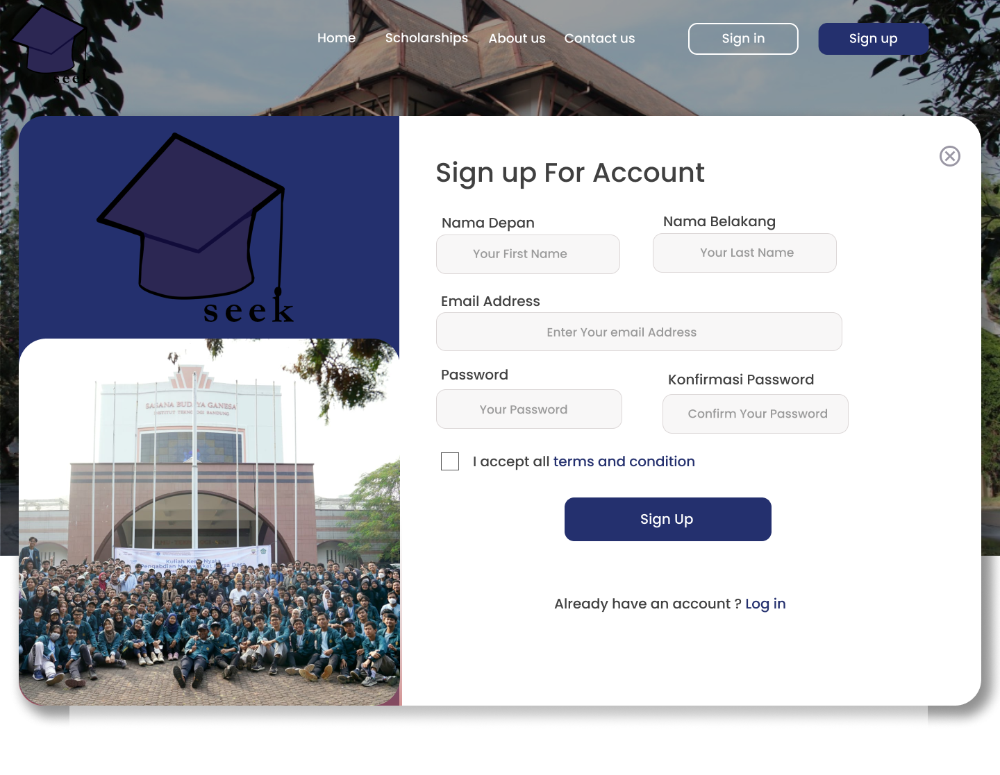 Home Scholarships About us Contact us Sign in Sign up
seek
Sign up For Account
seek
Nama Depan Nama Belakang
Your First Name Your Last Name
Email Address
Enter Your email Address
Password Konfirmasi Password
Your Password Confirm Your Password
I accept all terms and condition
Sign Up
Already have an account ? Log in
SASANA BUDAYA GANESA
INSTITUT TEKNOLOGI BANDUNG
Kuliah Kerja Nyata
Pengabdian Masyarakat Desa